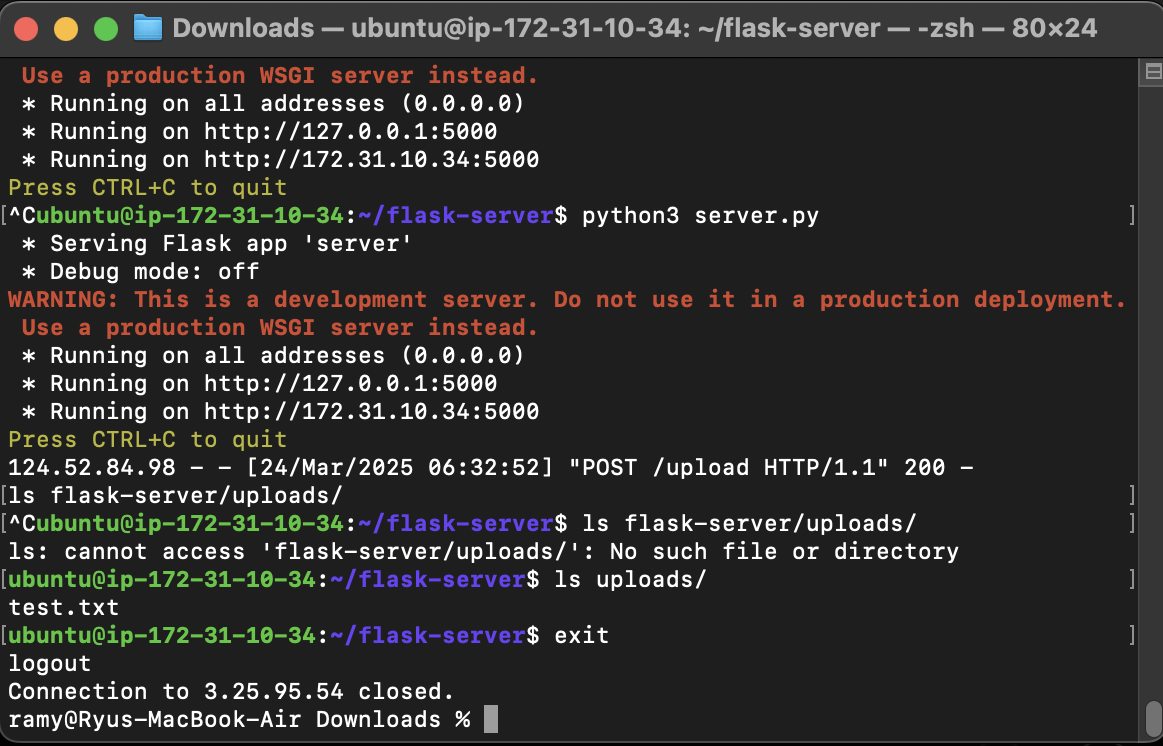 Downloads — ubuntu@ip-172-31-10-34: ~/flask-server — -zsh — 80×24
Use a production WSGI server instead.
* Running on all addresses (0.0.0.0)
* Running on http://127.0.0.1:5000
* Running on http://172.31.10.34:5000
Press CTRL+C to quit
[^Cubuntu@ip-172-31-10-34:~/flask-server$ python3 server.py ]
* Serving Flask app 'server'
* Debug mode: off
WARNING: This is a development server. Do not use it in a production deployment.
Use a production WSGI server instead.
* Running on all addresses (0.0.0.0)
* Running on http://127.0.0.1:5000
* Running on http://172.31.10.34:5000
Press CTRL+C to quit
124.52.84.98 - - [24/Mar/2025 06:32:52] "POST /upload HTTP/1.1" 200 -
[ls flask-server/uploads/ ]
[^Cubuntu@ip-172-31-10-34:~/flask-server$ ls flask-server/uploads/ ]
ls: cannot access 'flask-server/uploads/': No such file or directory
[ubuntu@ip-172-31-10-34:~/flask-server$ ls uploads/ ]
test.txt
[ubuntu@ip-172-31-10-34:~/flask-server$ exit ]
logout
Connection to 3.25.95.54 closed.
ramy@Ryus-MacBook-Air Downloads %